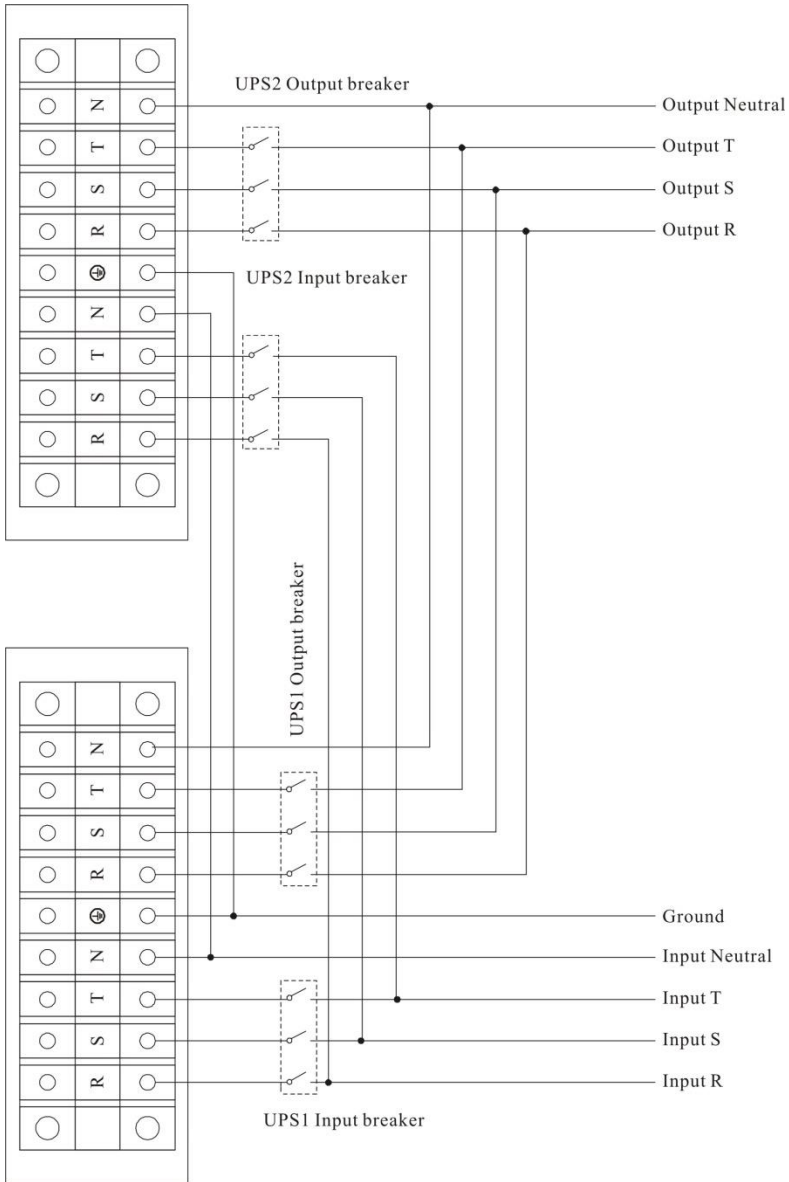 UPS2 Output breaker
N
Output Neutral
T
Output T
S
Output S
R
Output R
UPS2 Input breaker
N
T
S
R
UPS1 Output breaker
N
T
S
R
Ground
N
Input Neutral
T
Input T
S
Input S
R
Input R
UPS1 Input breaker